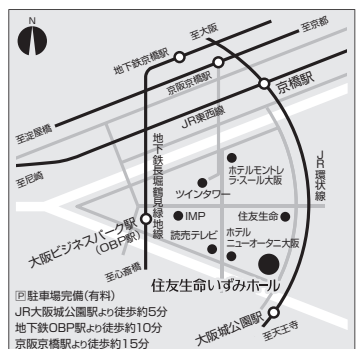 N
至大阪
至京都
地下鉄京橋駅
京阪京橋駅
京橋駅
至淀屋橋
JR東西線
至尼崎
地下鉄長堀鶴見緑地線
JR環状線
ホテルモントレ
ラ・スール大阪
ツインタワー
IMP
住友生命
大阪ビジネスパーク駅
(OBP駅)
読売テレビ
ホテル
ニューオータニ大阪
至心斎橋
住友生命いずみホール
P駐車場完備(有料)
JR大阪城公園駅より徒歩約5分
大阪城公園駅
地下鉄OBP駅より徒歩約10分
至天王寺
京阪京橋駅より徒歩約15分